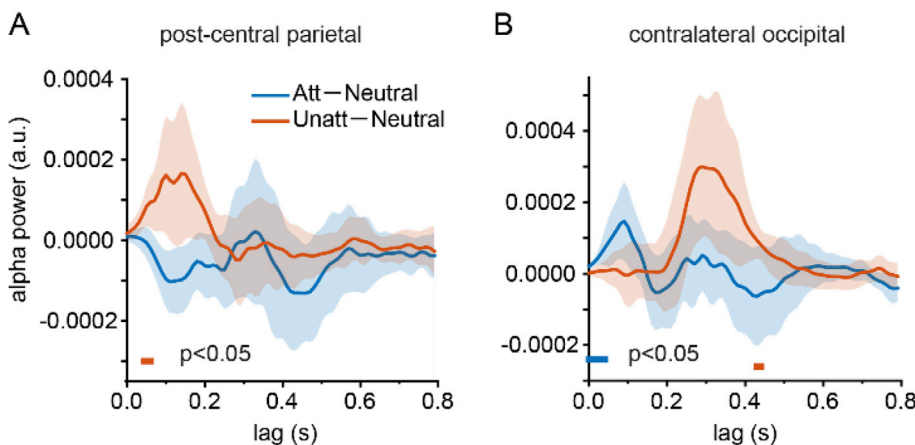 A
post-central parietal
0.0004
0.0002
0.0000
-0.0002
alpha power (a.u.)
Att−Neutral
Unatt−Neutral
p<0.05
0.0 0.2 0.4 0.6 0.8
lag (s)
B
contralateral occipital
0.0004
0.0002
0.0000
-0.0002
p<0.05
0.0 0.2 0.4 0.6 0.8
lag (s)